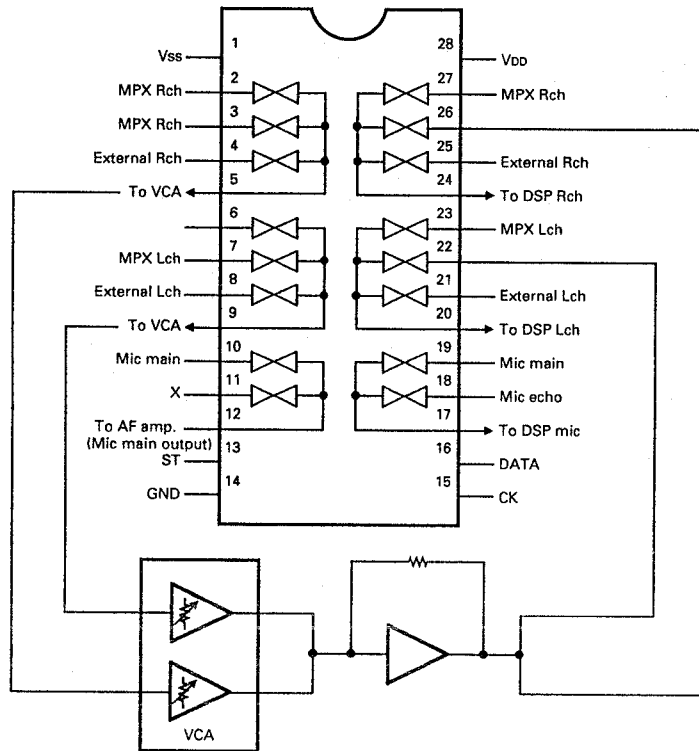 1
28
Vss
VDD
2
27
MPX Rch
MPX Rch
3
26
MPX Rch
4
25
External Rch
External Rch
5
24
To VCA
To DSP Rch
6
23
MPX Lch
7
22
MPX Lch
8
21
External Lch
External Lch
9
20
To VCA
To DSP Lch
10
19
Mic main
Mic main
11
18
X
Mic echo
12
17
To AF amp.
(Mic main output)
To DSP mic
13
16
ST
DATA
14
15
GND
CK
VCA